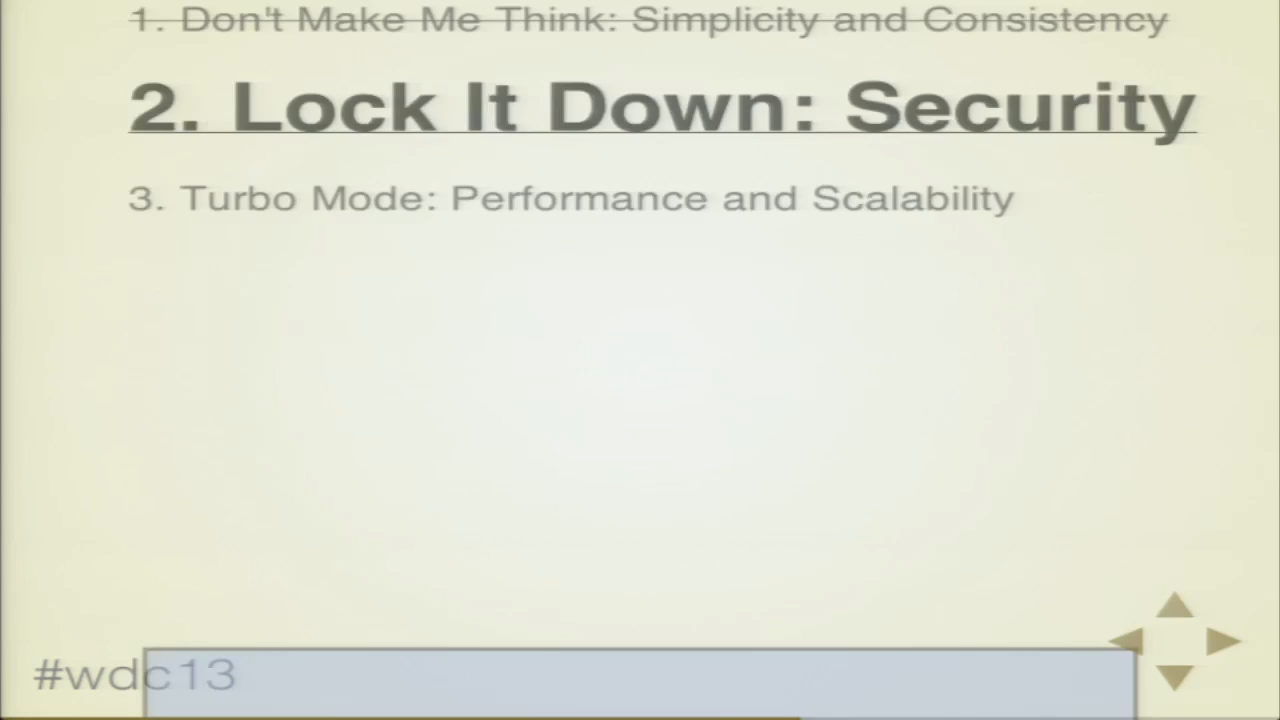 1. Don't Make Me Think: Simplicity and Consistency
2. Lock It Down: Security
3. Turbo Mode: Performance and Scalability
#wdc13